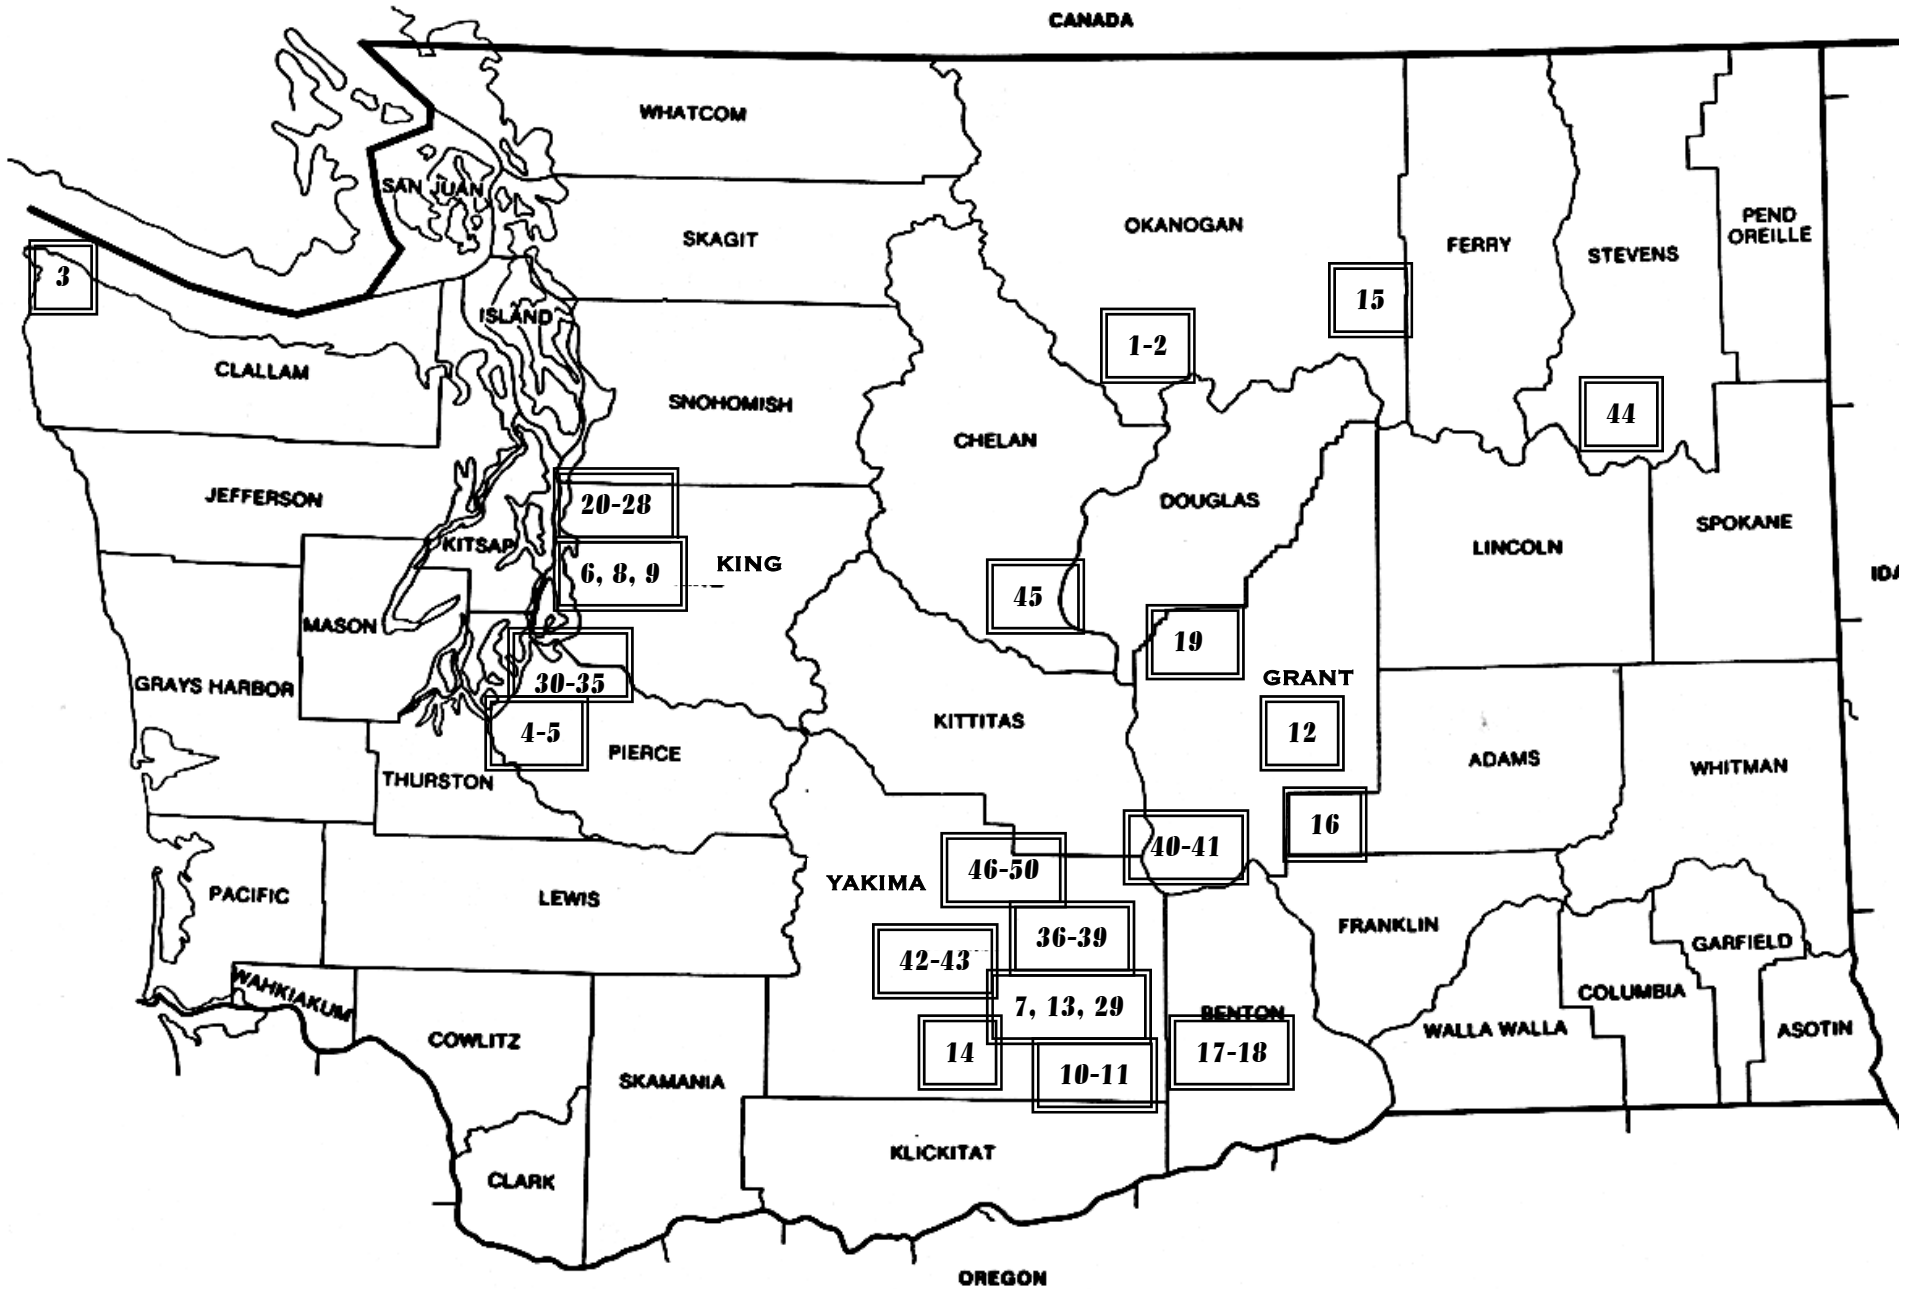 CANADA
WHATCOM
SAN JUAN
SKAGIT
OKANOGAN
FERRY
STEVENS
PEND
OREILLE
3
15
ISLAND
1-2
CLALLAM
SNOHOMISH
44
CHELAN
JEFFERSON
20-28
DOUGLAS
SPOKANE
KITSAP
LINCOLN
6, 8, 9
KING
IDA
45
MASON
19
GRAYS HARBOR
30-35
GRANT
KITTITAS
4-5
12
PIERCE
ADAMS
WHITMAN
THURSTON
16
40-41
46-50
YAKIMA
PACIFIC
LEWIS
36-39
FRANKLIN
GARFIELD
42-43
WAHKIAKUM
7, 13, 29
BENTON
COLUMBIA
COWLITZ
WALLA WALLA
ASOTIN
14
17-18
SKAMANIA
10-11
KLICKITAT
CLARK
OREGON